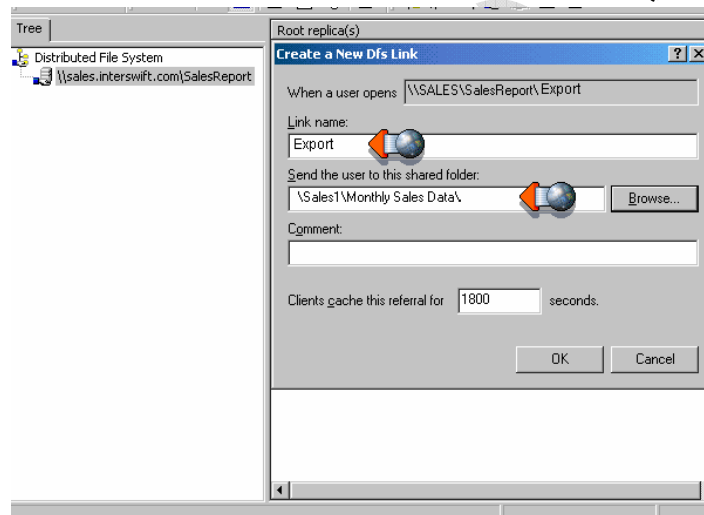 Tree
Root replica(s)
Distributed File System
\\sales.interswift.com\SalesReport
Create a New Dfs Link
When a user opens \\SALES\SalesReport\Export
Link name:
Export
Send the user to this shared folder:
\Sales1\Monthly Sales Data\.
Browse...
Comment:
Clients cache this referral for 1800 seconds.
OK Cancel